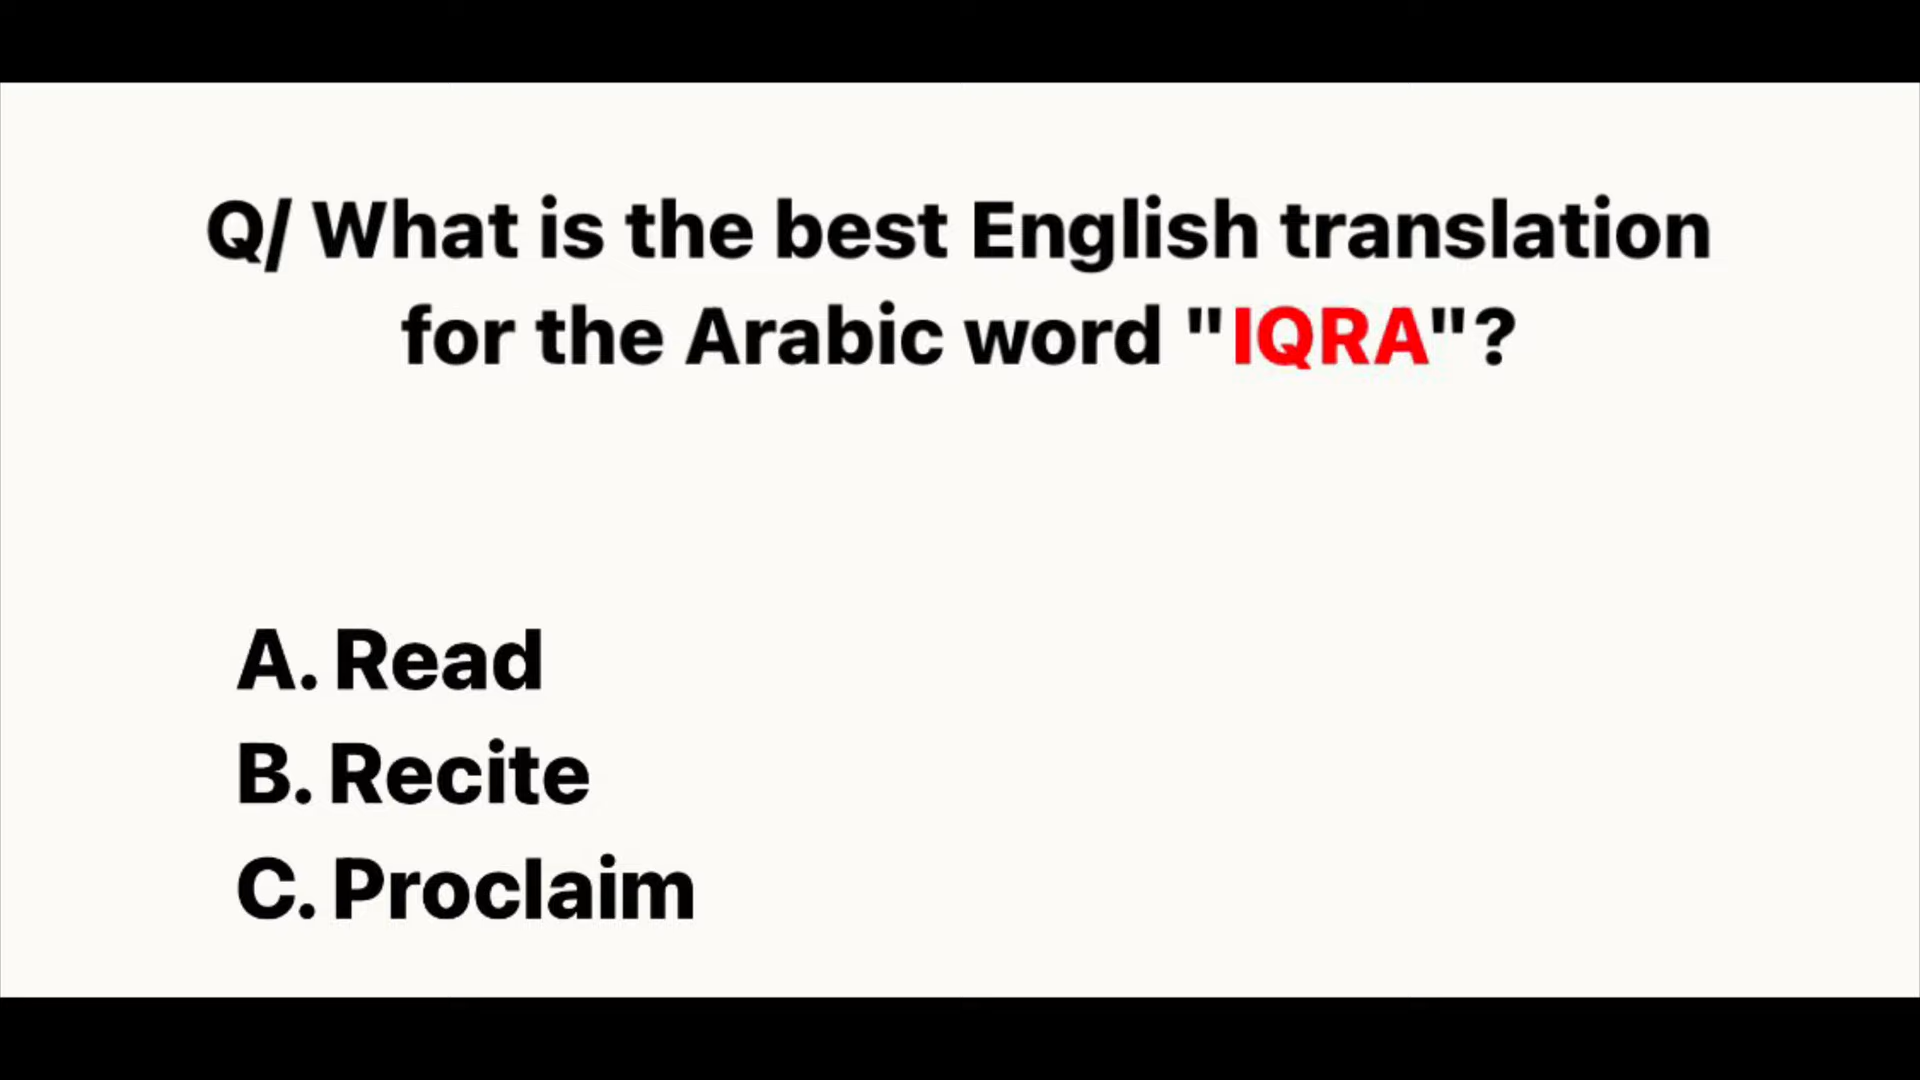 Q/ What is the best English translation
for the Arabic word "IQRA"?
A. Read
B. Recite
C. Proclaim